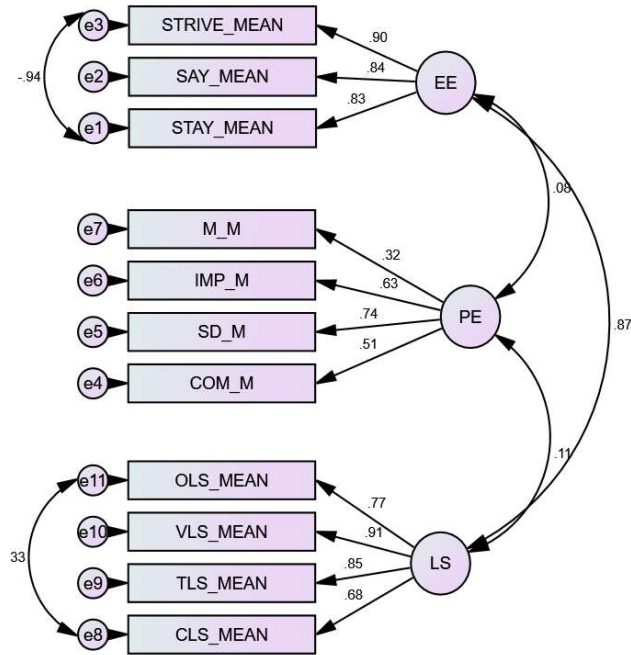 e3
STRIVE_MEAN
.90
-.94
e2
SAY_MEAN
.84
EE
e1
STAY_MEAN
.83
.08
e7
M_M
.32
e6
IMP_M
.63
e5
SD_M
.74
PE
.87
e4
COM_M
.51
.11
e11
OLS_MEAN
.77
e10
VLS_MEAN
.91
33
LS
e9
TLS_MEAN
.85
e8
CLS_MEAN
.68